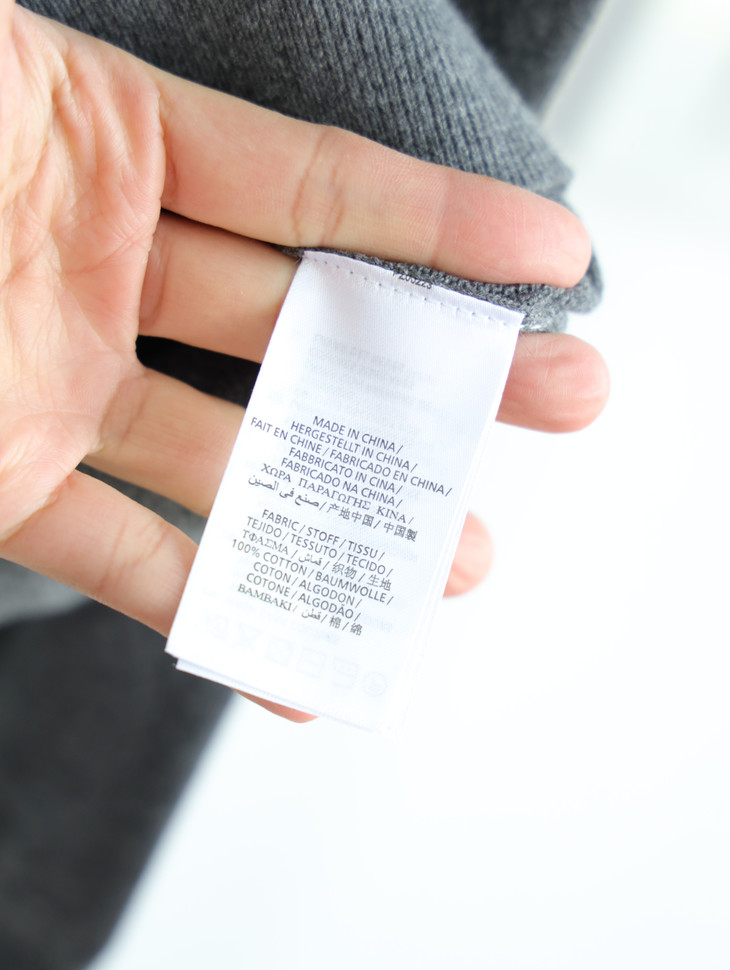 MADE IN CHINA /
HERGESTELLT IN CHINA /
FAIT EN CHINE / FABRICADO EN CHINA /
FABBRICATO IN CINA /
FABRICADO NA CHINA /
ΧΩΡΑ ΠΑΡΑΓΩΓΗΣ ΚΙΝΑ /
صنع في الصين / 产地中国 / 中国製
FABRIC / STOFF / TISSU /
TEJIDO / TESSUTO / TECIDO /
ΥΦΑΣΜΑ / قماش / 织物 / 生地
100% COTTON / BAUMWOLLE /
COTON / ALGODON /
COTONE / ALGODÃO /
ΒΑΜΒΑΚΙ / قطن / 棉 / 綿